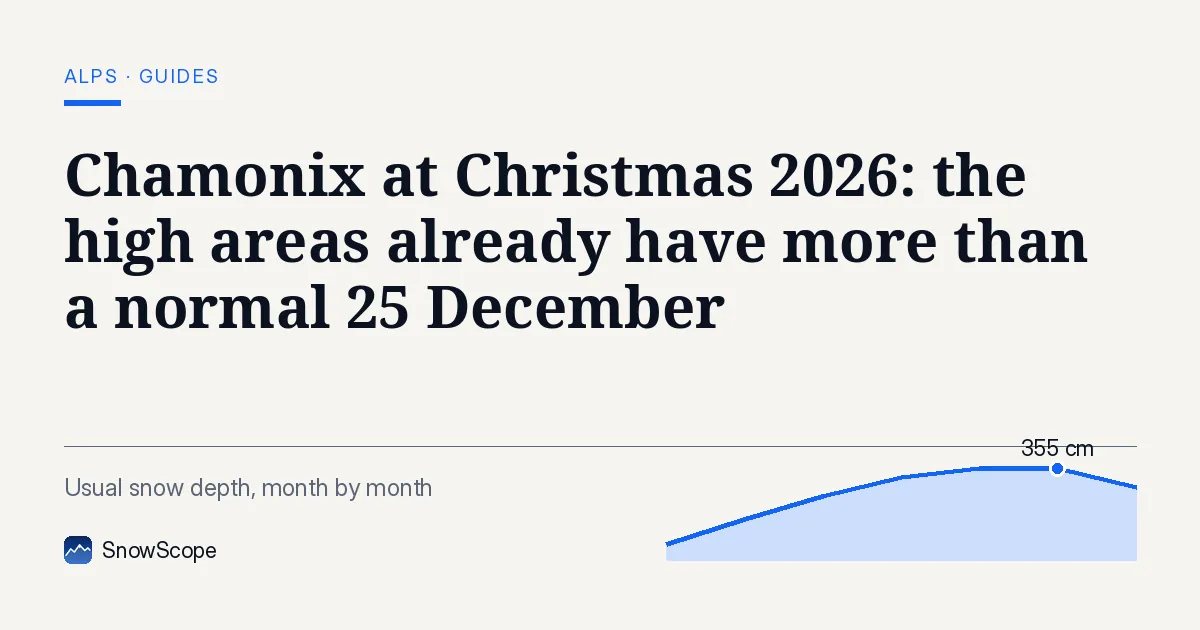 ALPS · GUIDES
Chamonix at Christmas 2026: the
high areas already have more than
a normal 25 December
355 cm
Usual snow depth, month by month
SnowScope